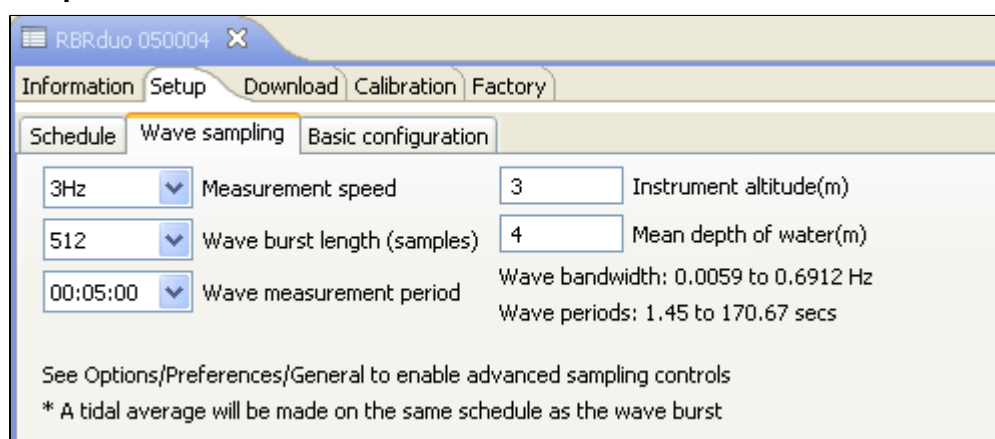 RBRduo 050004
Information Setup Download Calibration Factory
Schedule Wave sampling Basic configuration
3Hz Measurement speed 3 Instrument altitude(m)
512 Wave burst length (samples) 4 Mean depth of water(m)
00:05:00 Wave measurement period
Wave bandwidth: 0.0059 to 0.6912 Hz
Wave periods: 1.45 to 170.67 secs
See Options/Preferences/General to enable advanced sampling controls
* A tidal average will be made on the same schedule as the wave burst